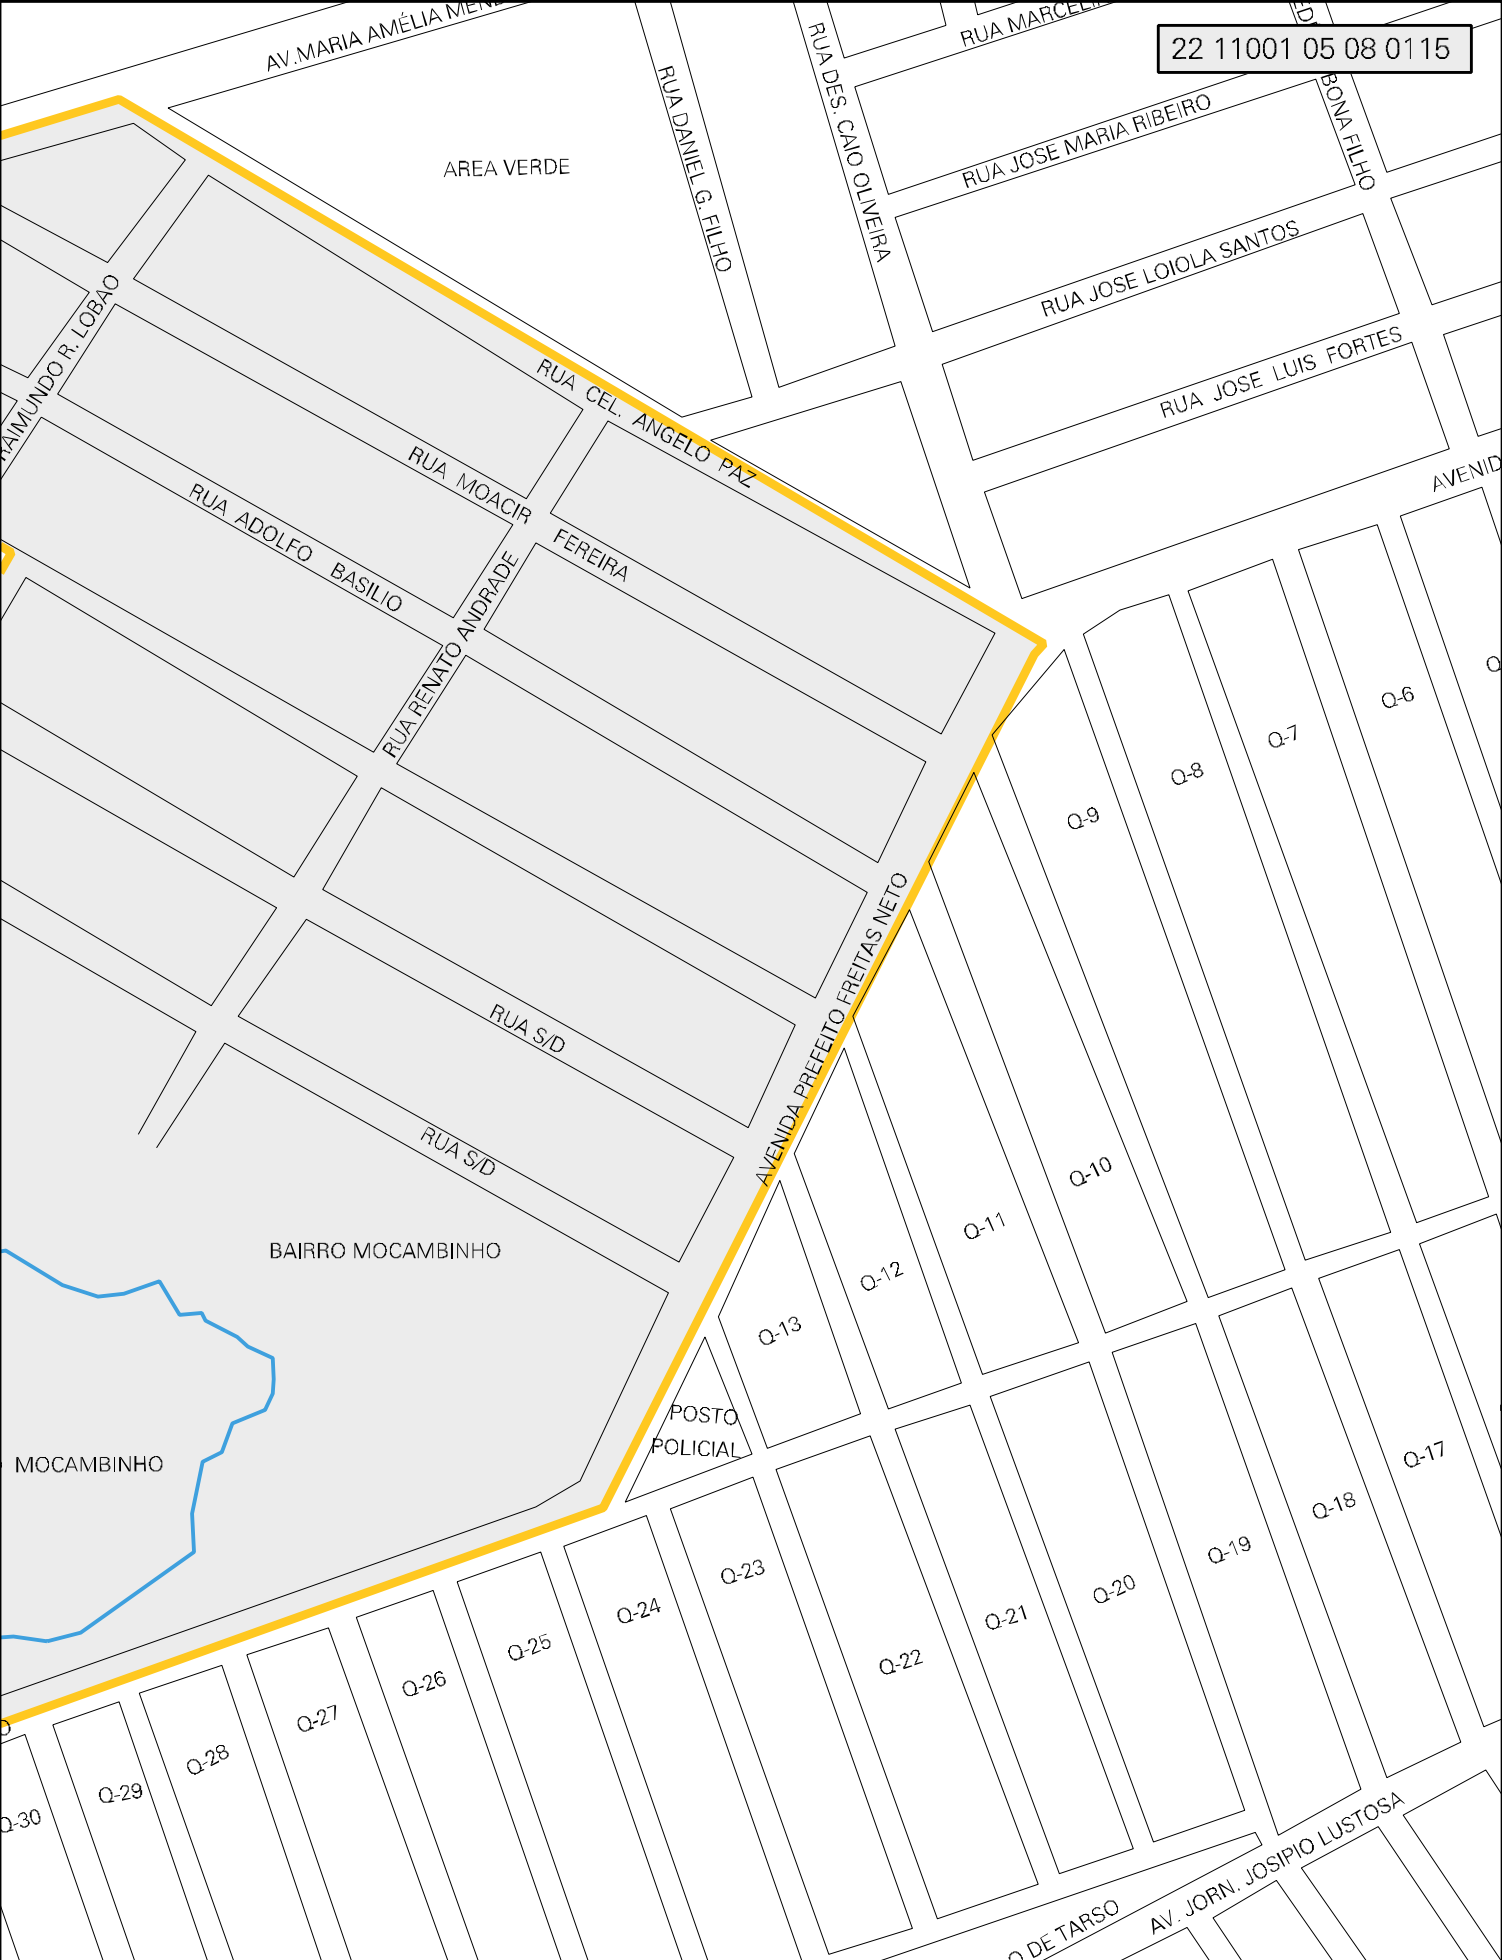 22 11001 05 08 0115
AV.MARIA AMÉLIA
RUA DANIEL G. FILHO
RUA DES. CAIO OLIVEIRA
BONA FILHO
AREA VERDE
RUA JOSE MARIA RIBEIRO
RUA JOSE LOIOLA SANTOS
RUA JOSE LUIS FORTES
RAIMUNDO R. LOBAO
RUA CEL. ANGELO PAZ
RUA MOACIR FEREIRA
RUA ADOLFO BASILIO
RUA RENATO ANDRADE
AVENIDA PREFEITO FREITAS NETO
RUA S/D
RUA S/D
BAIRRO MOCAMBINHO
MOCAMBINHO
POSTO
POLICIAL
Q-6
Q-7
Q-8
Q-9
Q-10
Q-11
Q-12
Q-13
Q-17
Q-18
Q-19
Q-20
Q-21
Q-22
Q-23
Q-24
Q-25
Q-26
Q-27
Q-28
Q-29
Q-30
AV. JORN. JOSIPIO LUSTOSA
DE TARSO